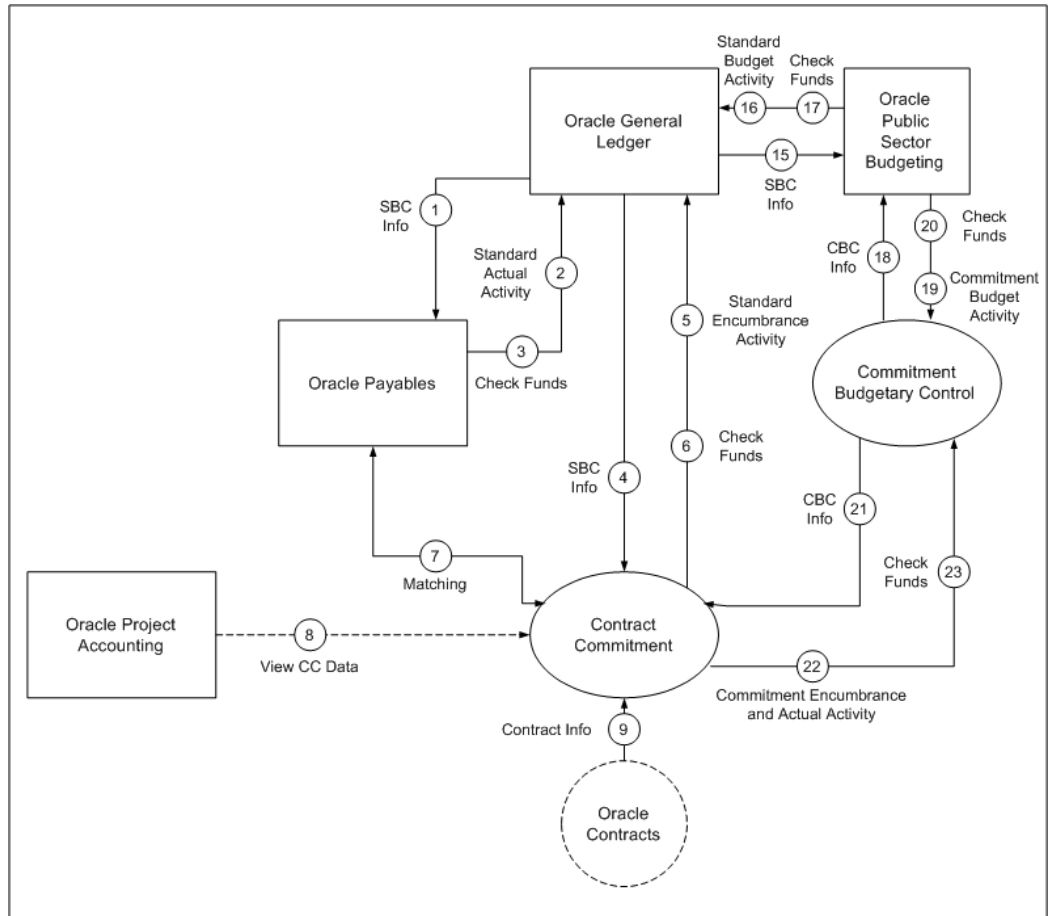 Standard
Budget
Activity
Check
Funds
16
17
Oracle General
Ledger
Oracle
Public
Sector
Budgeting
15
SBC
Info
SBC
Info
1
Standard
Actual
Activity
2
CBC
Info
18
20
Check
Funds
19
Commitment
Budget
Activity
5
Standard
Encumbrance
Activity
Oracle Payables
3
Check Funds
Commitment
Budgetary Control
6
Check
Funds
SBC
Info
4
CBC
Info
21
7
Matching
Check
Funds
23
Oracle Project
Accounting
8
View CC Data
Contract
Commitment
22
Commitment Encumbrance
and Actual Activity
Contract Info
9
Oracle
Contracts